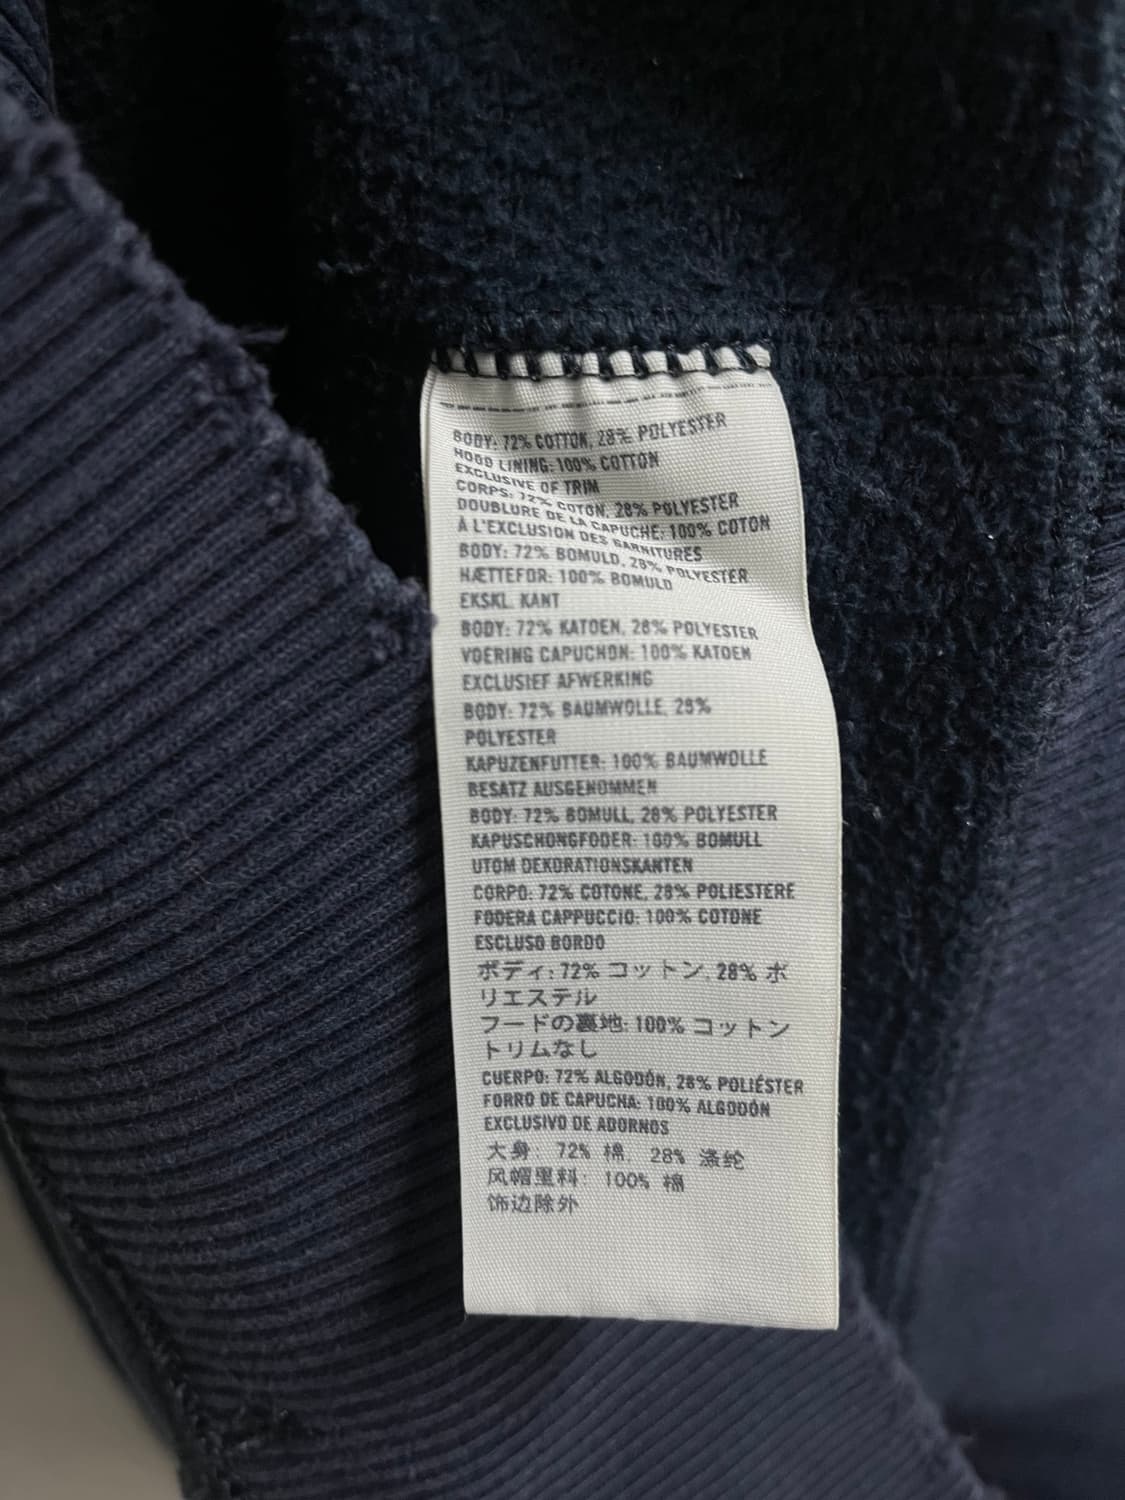 BODY: 72% COTTON, 28% POLYESTER
HOOD LINING: 100% COTTON
EXCLUSIVE OF TRIM
CORPS: 72% COTON, 28% POLYESTER
DOUBLURE DE LA CAPUCHE: 100% COTON
À L'EXCLUSION DES GARNITURES
BODY: 72% BOMULD, 28% POLYESTER
HÆTTEFOR: 100% BOMULD
EKSKL. KANT
BODY: 72% KATOEN, 28% POLYESTER
VOERING CAPUCHON: 100% KATOEN
EXCLUSIEF AFWERKING
BODY: 72% BAUMWOLLE, 28%
POLYESTER
KAPUZENFUTTER: 100% BAUMWOLLE
BESATZ AUSGENOMMEN
BODY: 72% BOMULL, 28% POLYESTER
KAPUSCHONGFODER: 100% BOMULL
UTOM DEKORATIONSKANTEN
CORPO: 72% COTONE, 28% POLIESTERE
FODERA CAPPUCCIO: 100% COTONE
ESCLUSO BORDO
ボディ: 72% コットン, 28% ポ
リエステル
フードの裏地: 100% コットン
トリムなし
CUERPO: 72% ALGODÓN, 28% POLIÉSTER
FORRO DE CAPUCHA: 100% ALGODÓN
EXCLUSIVO DE ADORNOS
大身: 72% 棉, 28% 涤纶
风帽里料: 100% 棉
饰边除外